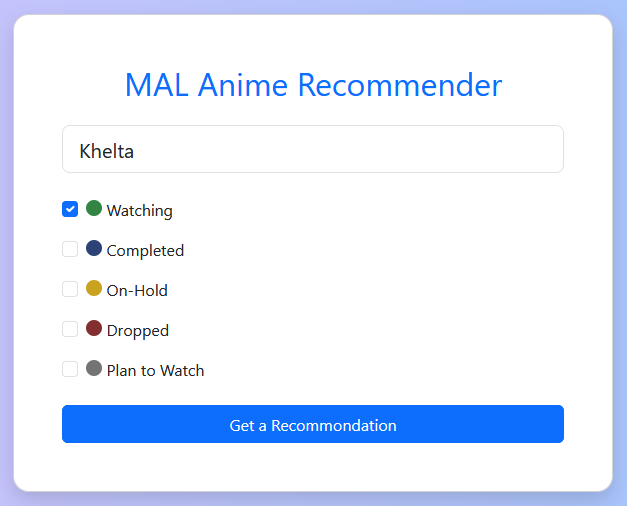 MAL Anime Recommender
Khelta
Watching
Completed
On-Hold
Dropped
Plan to Watch
Get a Recommondation